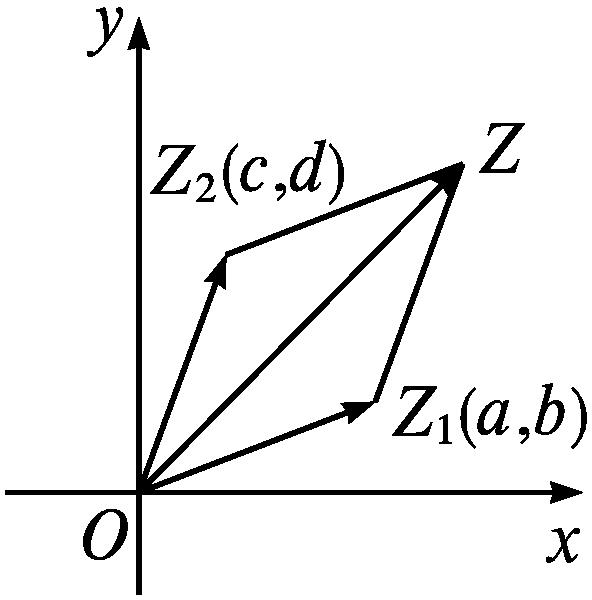 y
Z₂(c,d)
Z
Z₁(a,b)
O
x